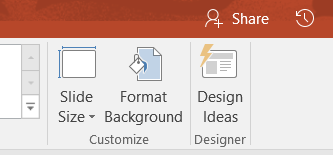 Share
Slide Format Design
Size Background Ideas
Customize Designer